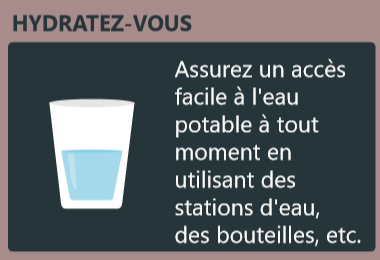 HYDRATEZ-VOUS
Assurez un accès
facile à l'eau
potable à tout
moment en
utilisant des
stations d'eau,
des bouteilles, etc.